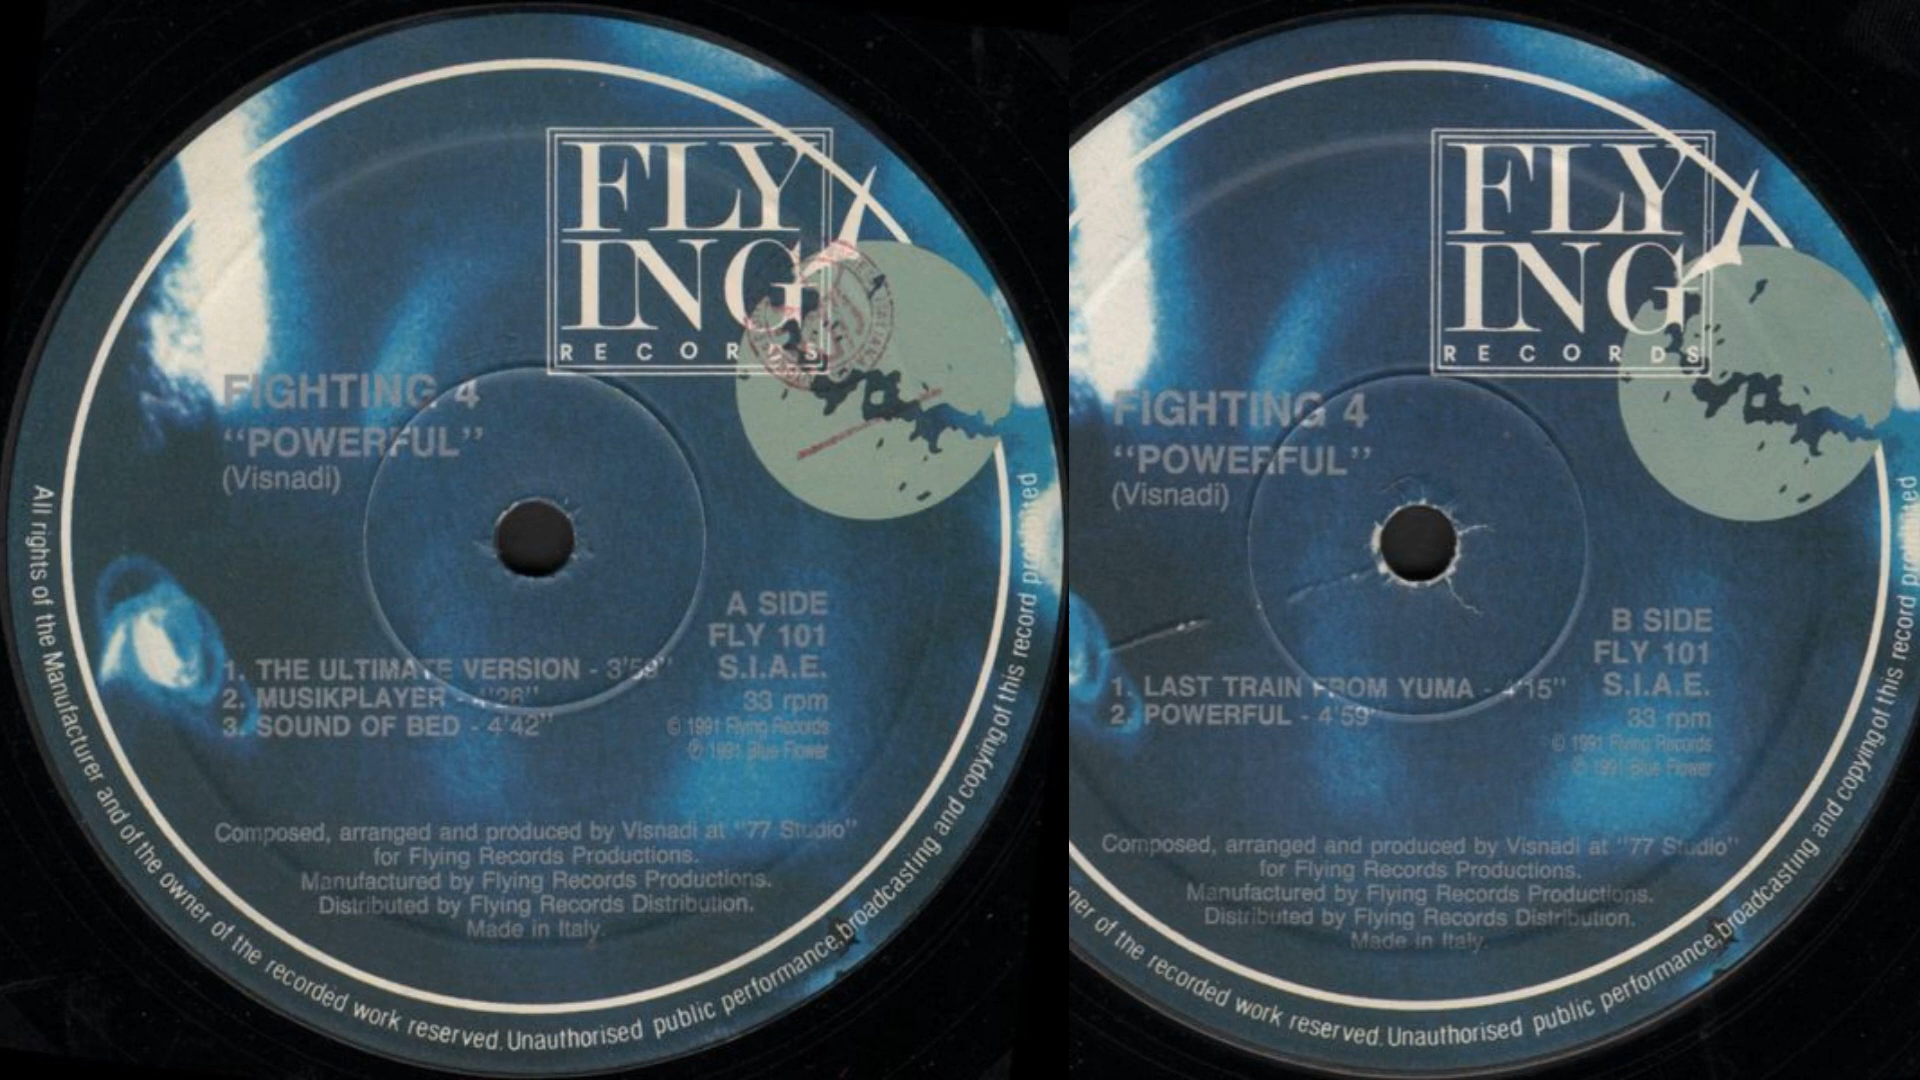 FLY
ING
RECORDS
FIGHTING 4
"POWERFUL"
(Visnadi)
A SIDE
FLY 101
S.I.A.E.
33 rpm
© 1991 Flying Records
℗ 1991 Blue Flower
1. THE ULTIMATE VERSION - 3'59"
2. MUSIKPLAYER - 4'26"
3. SOUND OF BED - 4'42"
Composed, arranged and produced by Visnadi at "77 Studio"
for Flying Records Productions.
Manufactured by Flying Records Productions.
Distributed by Flying Records Distribution.
Made in Italy.
All rights of the Manufacturer and of the owner of the recorded work reserved. Unauthorised public performance, broadcasting and copying of this record prohibited
FLY
ING
RECORDS
FIGHTING 4
"POWERFUL"
(Visnadi)
B SIDE
FLY 101
S.I.A.E.
33 rpm
© 1991 Flying Records
℗ 1991 Blue Flower
1. LAST TRAIN FROM YUMA - 4'15"
2. POWERFUL - 4'59"
Composed, arranged and produced by Visnadi at "77 Studio"
for Flying Records Productions.
Manufactured by Flying Records Productions.
Distributed by Flying Records Distribution.
Made in Italy.
of the recorded work reserved. Unauthorised public performance, broadcasting and copying of this record prohibited